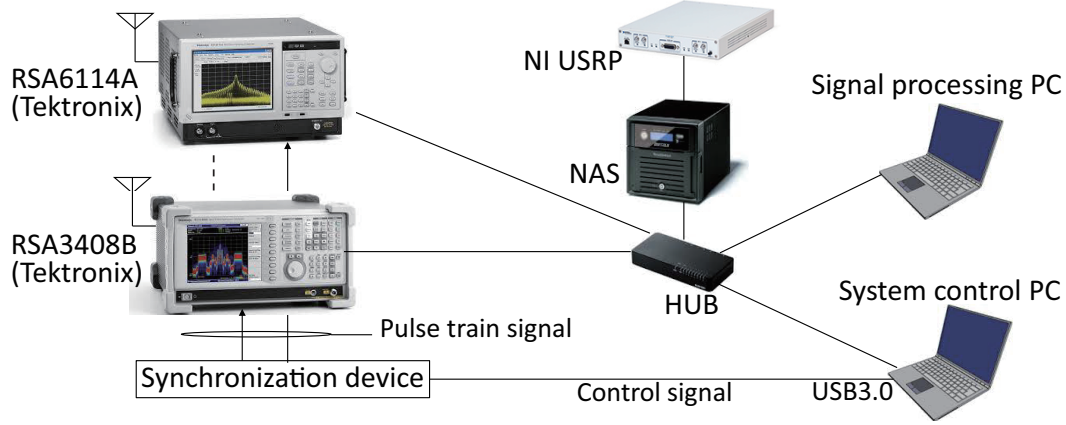 RSA6114A
(Tektronix)
RSA3408B
(Tektronix)
NI USRP
NAS
HUB
Signal processing PC
System control PC
Pulse train signal
Synchronization device
Control signal
USB3.0